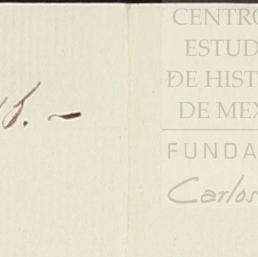 CENTRO
ESTUD
DE HIST
DE MEX
FUNDA
Carlos